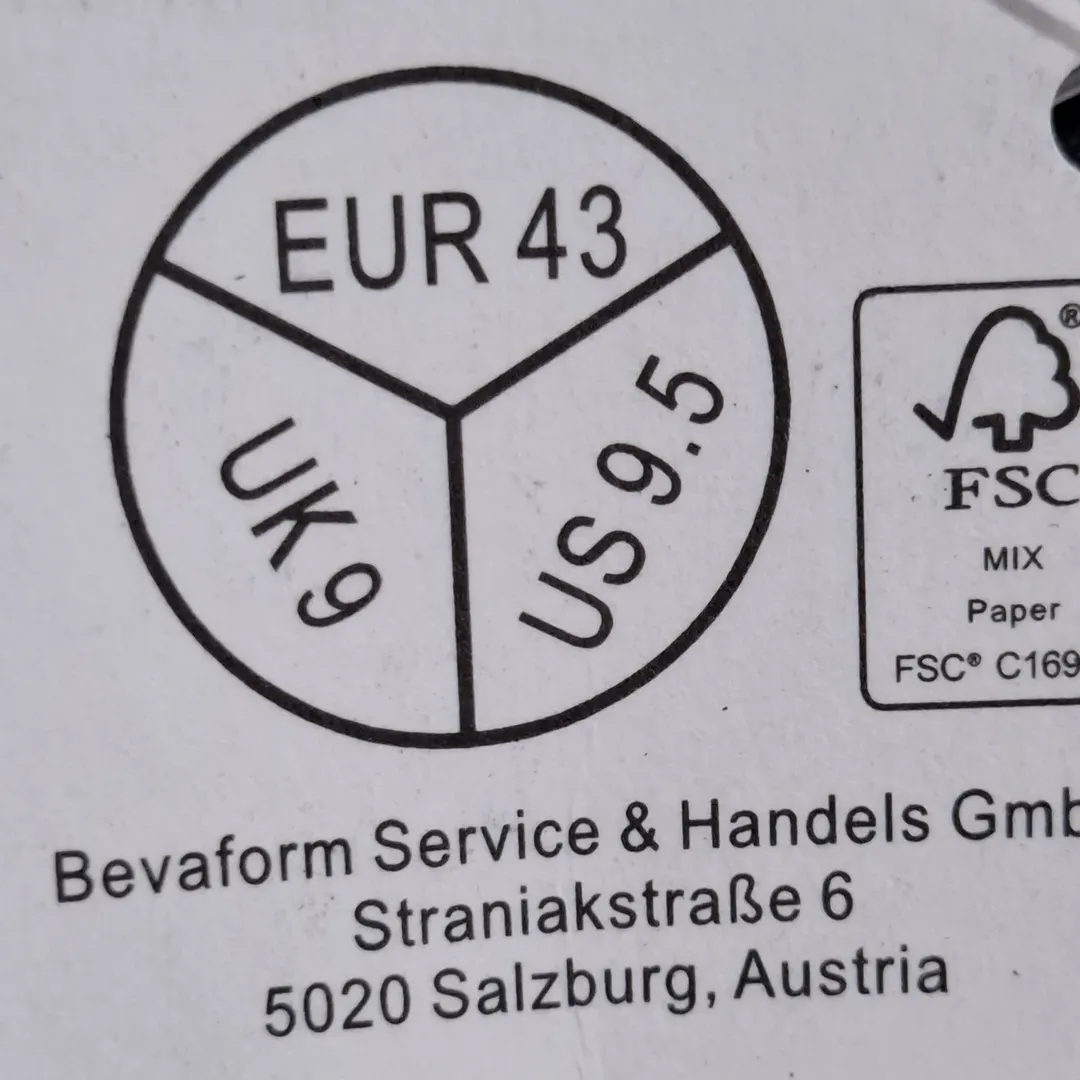 EUR 43
UK 9
US 9.5
®
FSC
MIX
Paper
FSC® C169
Bevaform Service & Handels Gmb
Straniakstraße 6
5020 Salzburg, Austria